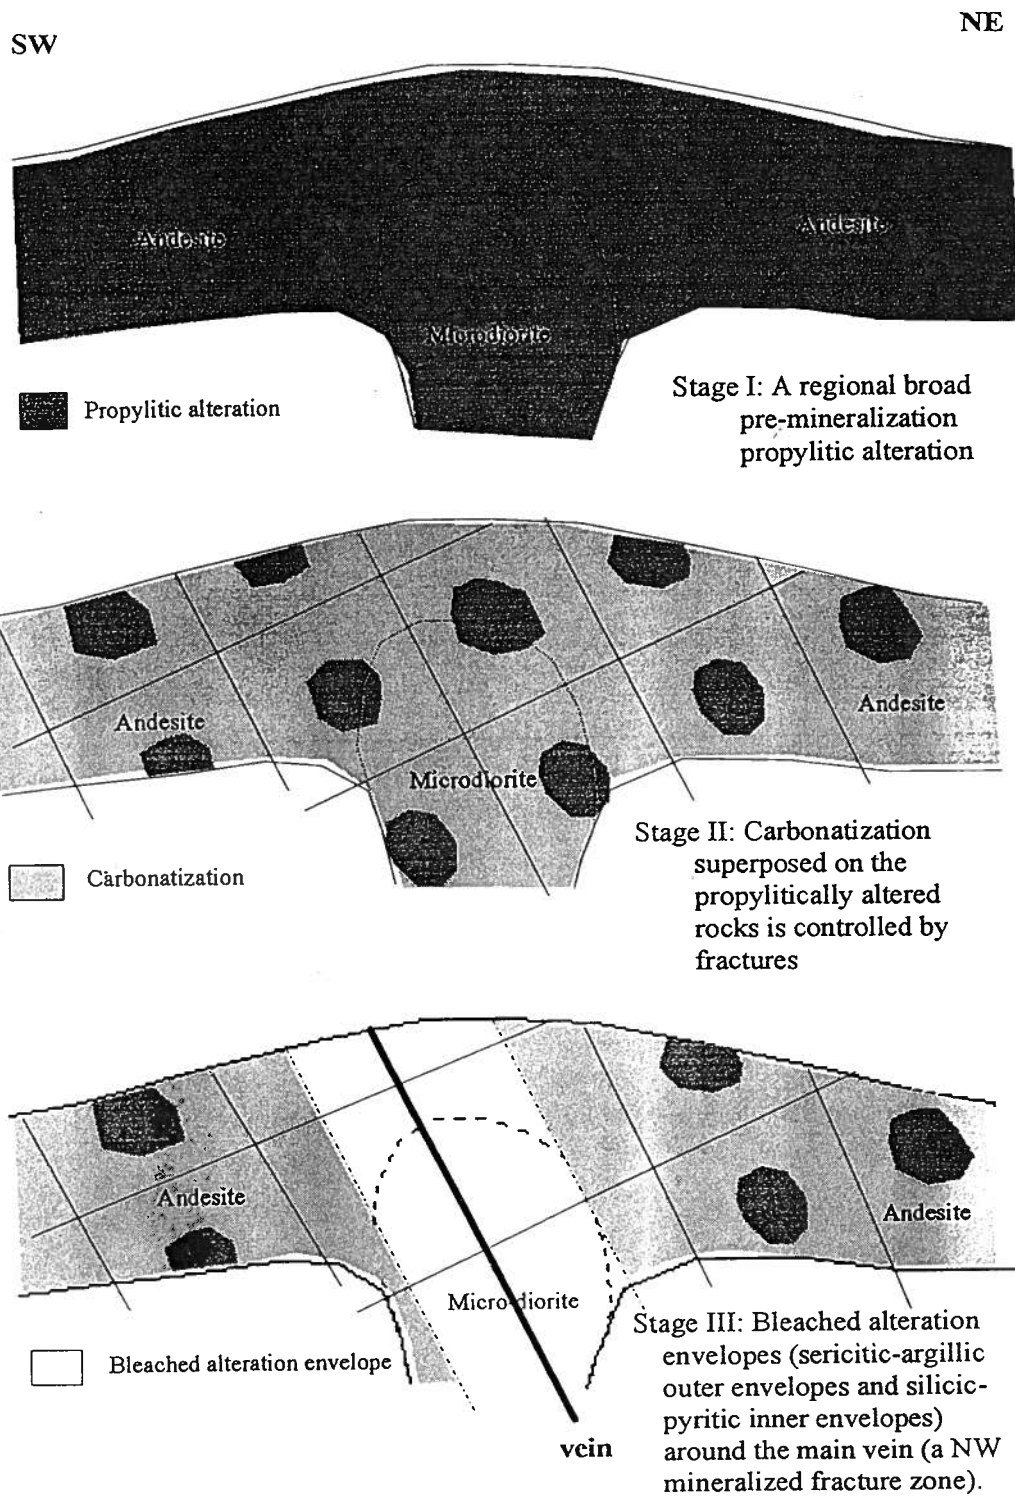 SW
NE
Andesite
Andesite
Microdiorite
Propylitic alteration
Stage I: A regional broad
pre-mineralization
propylitic alteration
Andesite
Andesite
Microdiorite
Stage II: Carbonatization
superposed on the
propylitically altered
rocks is controlled by
fractures
Carbonatization
Andesite
Andesite
Micro-diorite
Stage III: Bleached alteration
envelopes (sericitic-argillic
outer envelopes and silicic-
pyritic inner envelopes)
around the main vein (a NW
mineralized fracture zone).
Bleached alteration envelope
vein